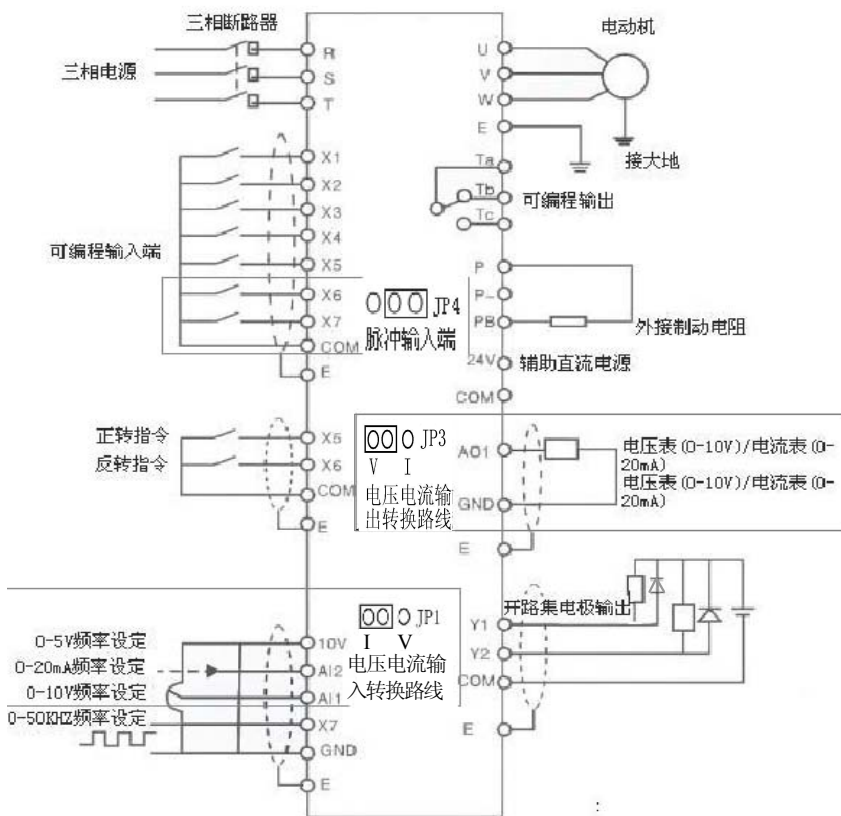 三相断路器
三相电源
R
S
T
X1
X2
X3
X4
X5
可编程输入端
X6
X7
COM
E
JP4
脉冲输入端
正转指令
反转指令
X5
X6
COM
E
JP3
V I
电压电流输
出转换路线
0-5V频率设定
0-20mA频率设定
0-10V频率设定
0-50KHZ频率设定
10V
AI2
AI1
X7
GND
E
JP1
I V
电压电流输
入转换路线
U
V
W
E
电动机
接大地
Ta
Tb
Tc
可编程输出
P
P-
PB
外接制动电阻
24V
辅助直流电源
COM
AO1
GND
E
电压表(0-10V)/电流表(0-
20mA)
电压表(0-10V)/电流表(0-
20mA)
开路集电极输出
Y1
Y2
COM
E
: